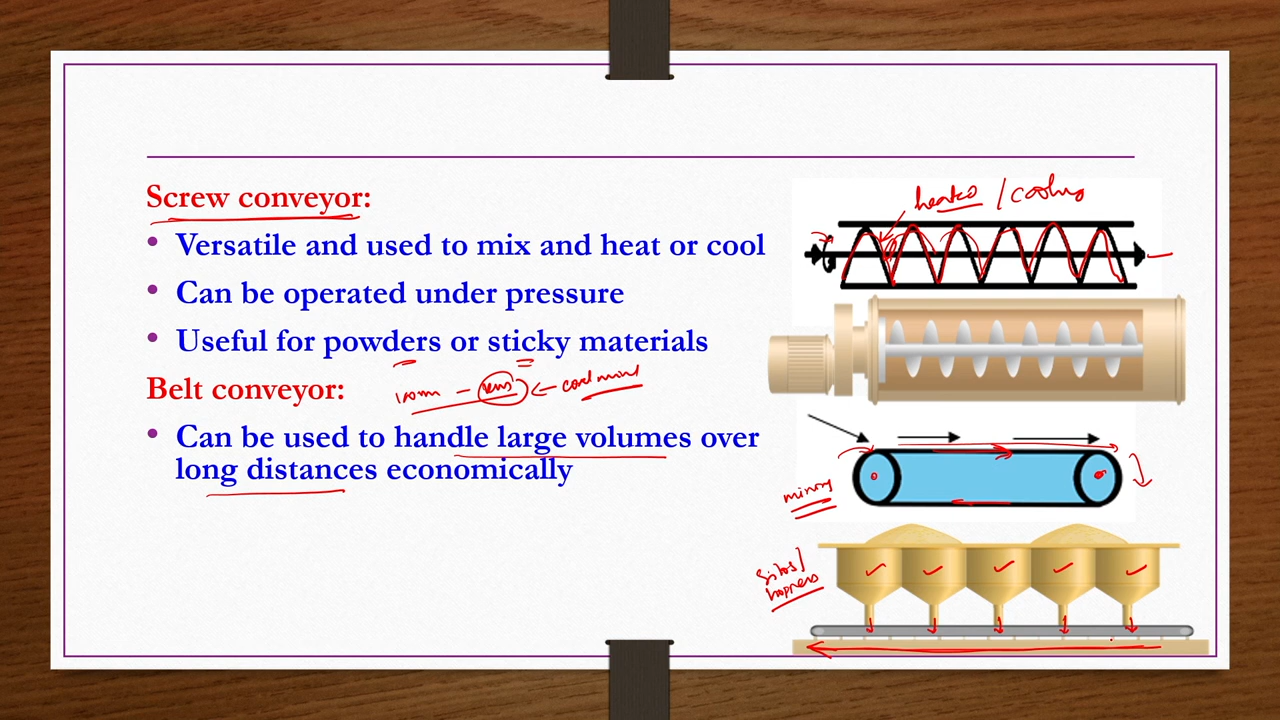 Screw conveyor:
• Versatile and used to mix and heat or cool
• Can be operated under pressure
• Useful for powders or sticky materials
Belt conveyor:
• Can be used to handle large volumes over
long distances economically
/ cooling
coal mine
mining
Silos/
hoppers